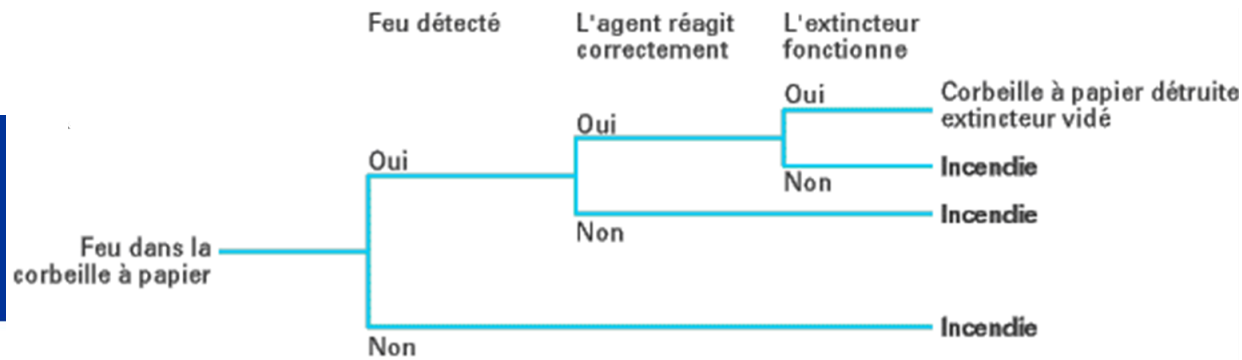 Feu détecté
L'agent réagit
correctement
L'extincteur
fonctionne
Oui
Corbeille à papier détruite
extincteur vidé
Oui
Oui
Incendie
Non
Incendie
Non
Feu dans la
corbeille à papier
Incendie
Non